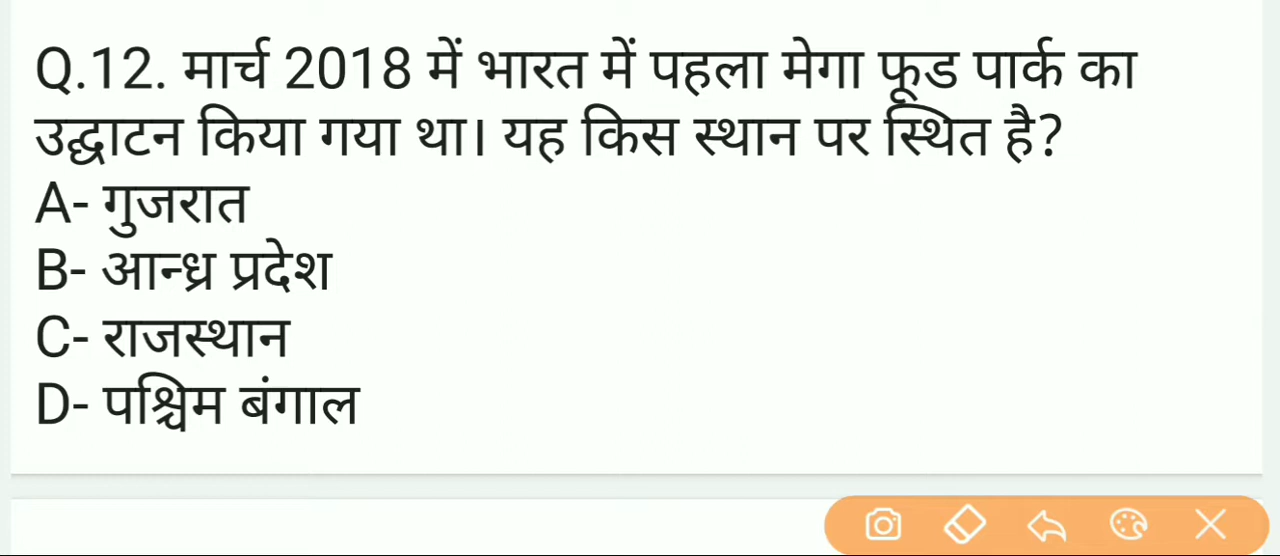 Q.12. मार्च 2018 में भारत में पहला मेगा फूड पार्क का
उद्घाटन किया गया था। यह किस स्थान पर स्थित है?
A- गुजरात
B- आन्ध्र प्रदेश
C- राजस्थान
D- पश्चिम बंगाल